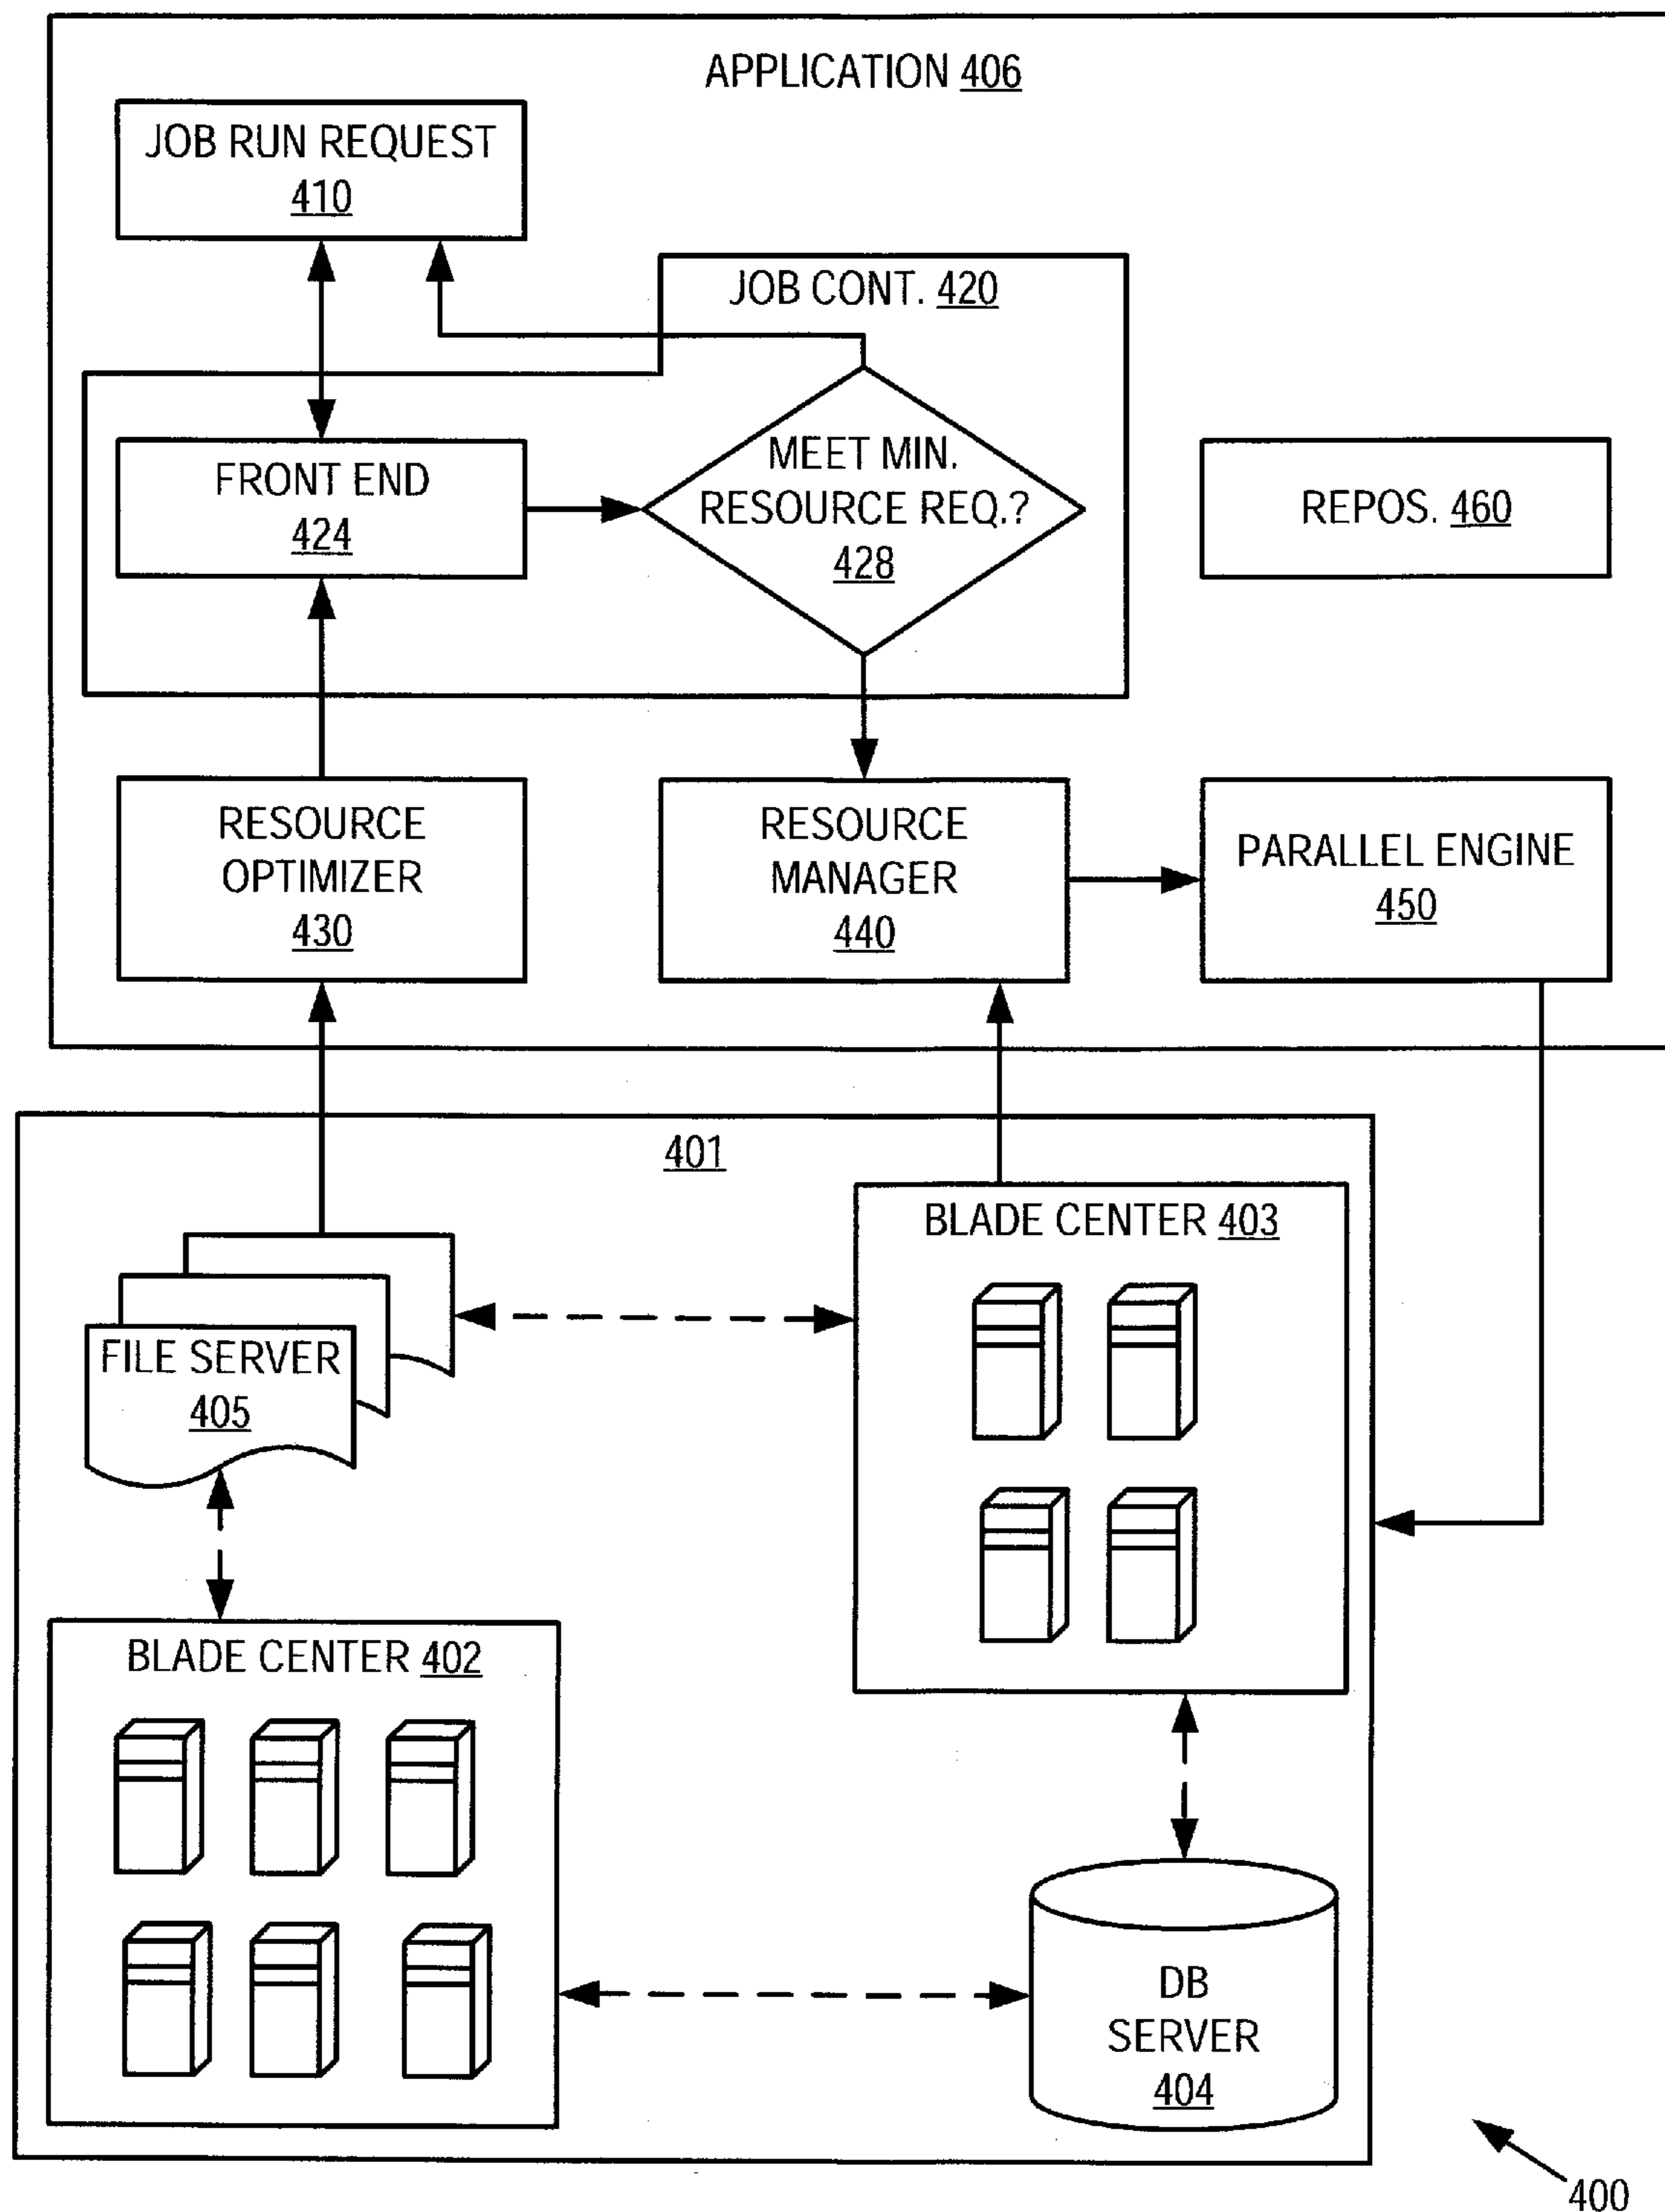 APPLICATION 406
JOB RUN REQUEST
410
JOB CONT. 420
FRONT END
424
MEET MIN.
RESOURCE REQ.?
428
REPOS. 460
RESOURCE
OPTIMIZER
430
RESOURCE
MANAGER
440
PARALLEL ENGINE
450
401
BLADE CENTER 403
FILE SERVER
405
BLADE CENTER 402
DB
SERVER
404
400